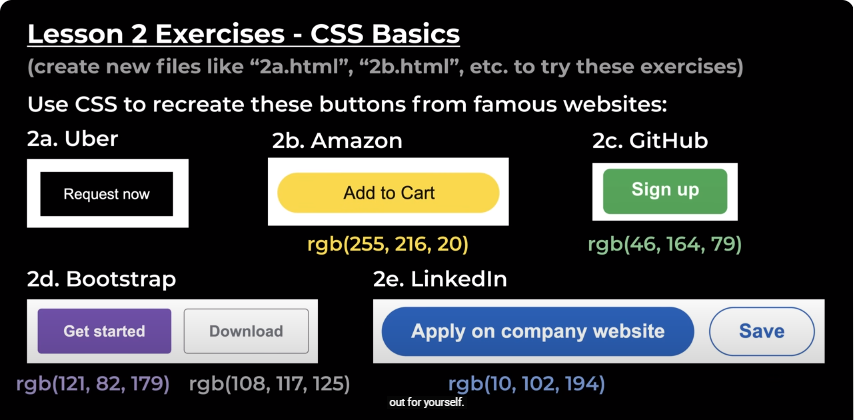 Lesson 2 Exercises - CSS Basics
(create new files like “2a.html”, “2b.html”, etc. to try these exercises)
Use CSS to recreate these buttons from famous websites:
2a. Uber
Request now
2b. Amazon
Add to Cart
rgb(255, 216, 20)
2c. GitHub
Sign up
rgb(46, 164, 79)
2d. Bootstrap
Get started
Download
rgb(121, 82, 179)
rgb(108, 117, 125)
2e. LinkedIn
Apply on company website
Save
rgb(10, 102, 194)
out for yourself.